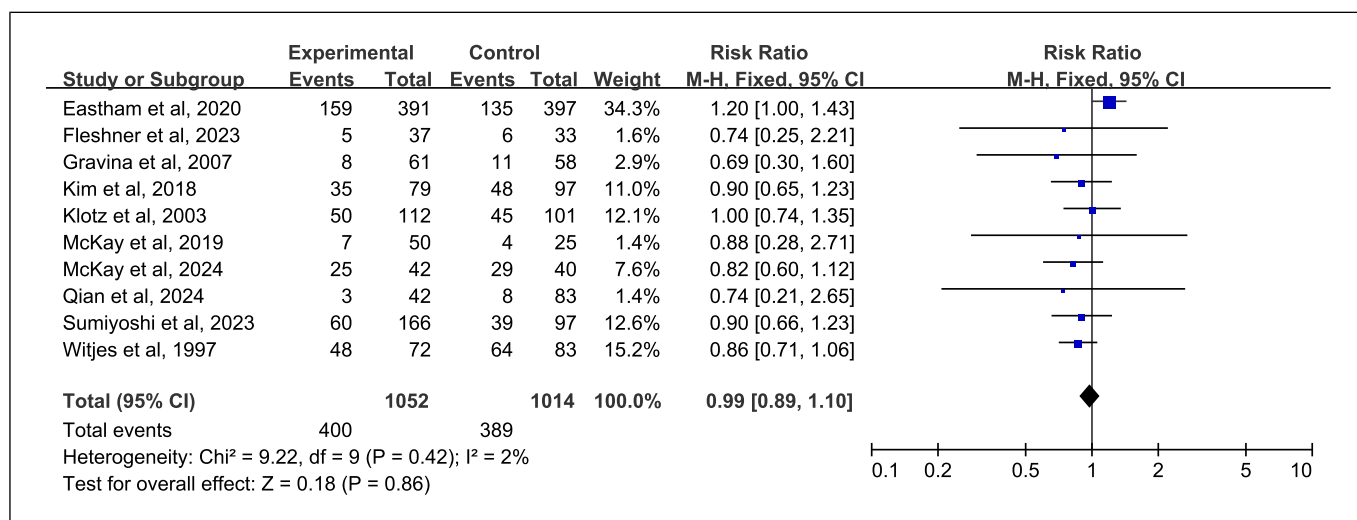 Experimental Control Risk Ratio Risk Ratio
Study or Subgroup Events Total Events Total Weight M-H, Fixed, 95% CI M-H, Fixed, 95% CI
Eastham et al, 2020 159 391 135 397 34.3% 1.20 [1.00, 1.43]
Fleshner et al, 2023 5 37 6 33 1.6% 0.74 [0.25, 2.21]
Gravina et al, 2007 8 61 11 58 2.9% 0.69 [0.30, 1.60]
Kim et al, 2018 35 79 48 97 11.0% 0.90 [0.65, 1.23]
Klotz et al, 2003 50 112 45 101 12.1% 1.00 [0.74, 1.35]
McKay et al, 2019 7 50 4 25 1.4% 0.88 [0.28, 2.71]
McKay et al, 2024 25 42 29 40 7.6% 0.82 [0.60, 1.12]
Qian et al, 2024 3 42 8 83 1.4% 0.74 [0.21, 2.65]
Sumiyoshi et al, 2023 60 166 39 97 12.6% 0.90 [0.66, 1.23]
Witjes et al, 1997 48 72 64 83 15.2% 0.86 [0.71, 1.06]
Total (95% CI) 1052 1014 100.0% 0.99 [0.89, 1.10]
Total events 400 389
Heterogeneity: Chi² = 9.22, df = 9 (P = 0.42); I² = 2%
Test for overall effect: Z = 0.18 (P = 0.86)
0.1 0.2 0.5 1 2 5 10